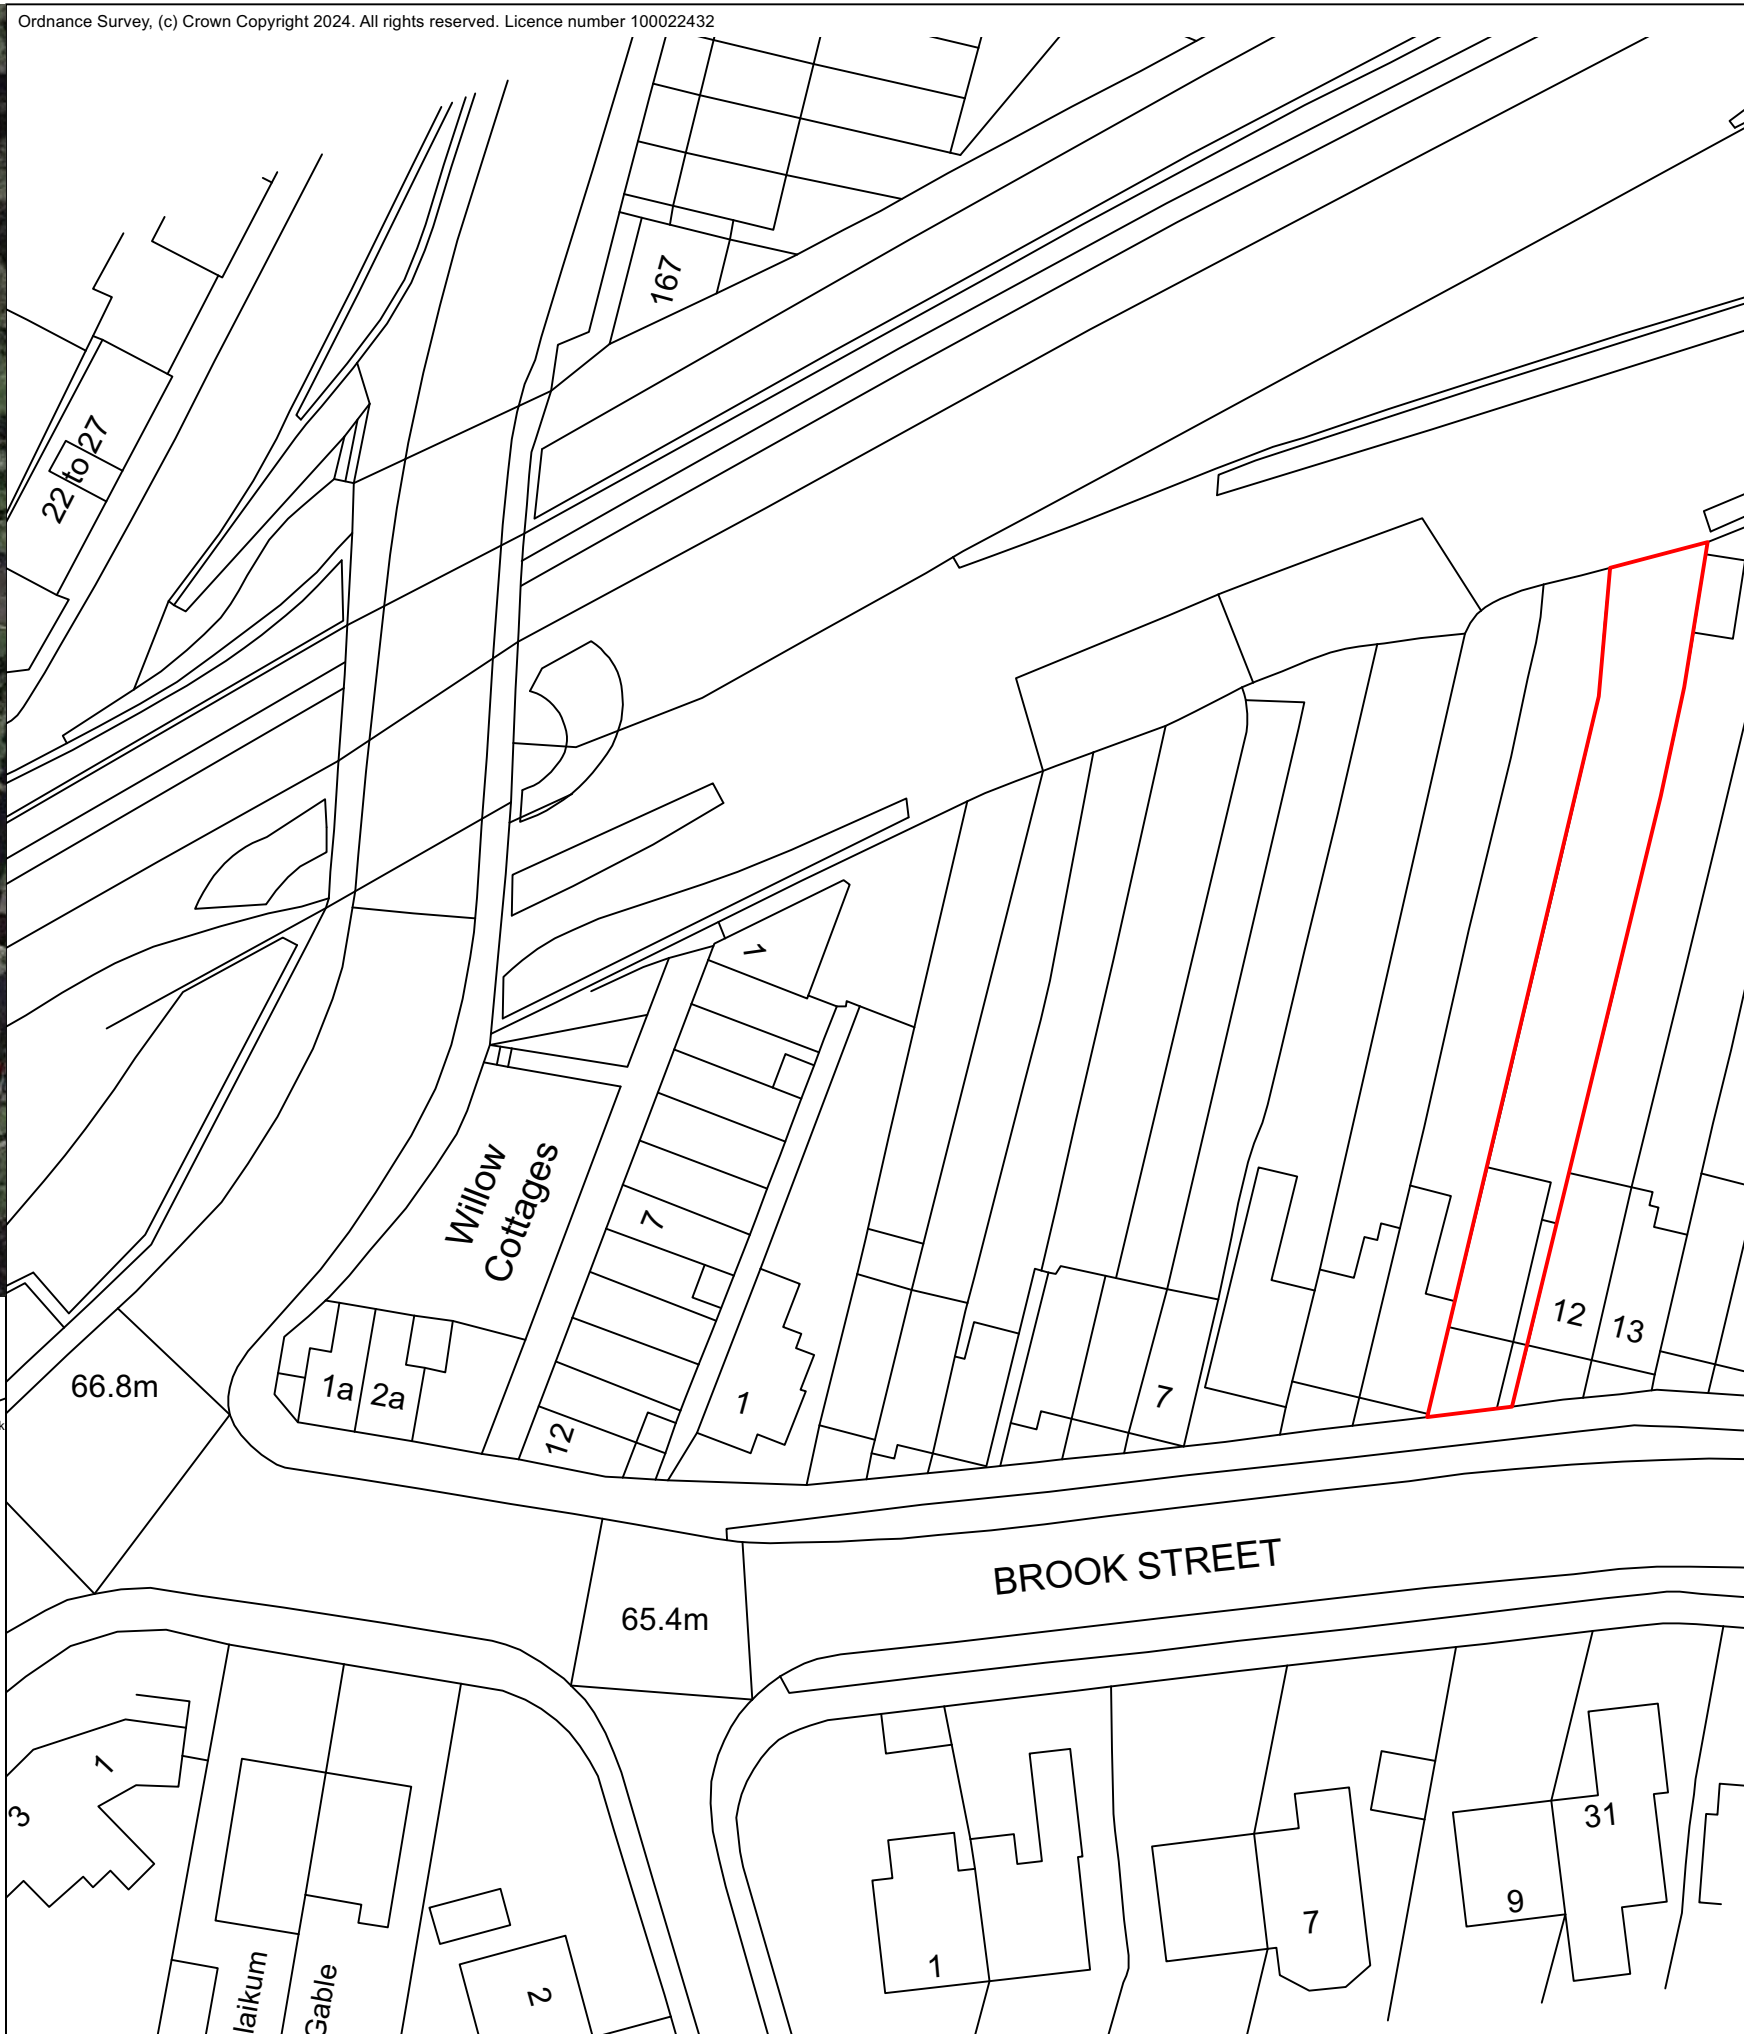 Ordnance Survey, (c) Crown Copyright 2024. All rights reserved. Licence number 100022432
167
22 to 27
1
Willow
Cottages
7
12
13
1a
2a
66.8m
1
7
12
BROOK STREET
65.4m
1
3
31
9
7
1
2
laikum
Gable